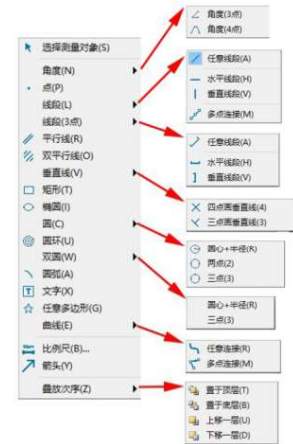 选择测量对象(S)
角度(N)
点(P)
线段(L)
线段(3点)
平行线(R)
双平行线(O)
垂直线(V)
矩形(T)
椭圆(I)
圆(C)
圆环(U)
双圆(W)
圆弧(A)
文字(X)
任意多边形(G)
曲线(E)
比例尺(B)...
箭头(Y)
叠放次序(Z)
角度(3点)
角度(4点)
任意线段(A)
水平线段(H)
垂直线段(V)
多点连接(M)
任意线段(A)
水平线段(H)
垂直线段(V)
四点画垂直线(4)
三点画垂直线(3)
圆心+半径(R)
两点(2)
三点(3)
圆心+半径(R)
三点(3)
任意连接(R)
多点连接(M)
置于顶层(T)
置于底层(B)
上移一层(U)
下移一层(D)